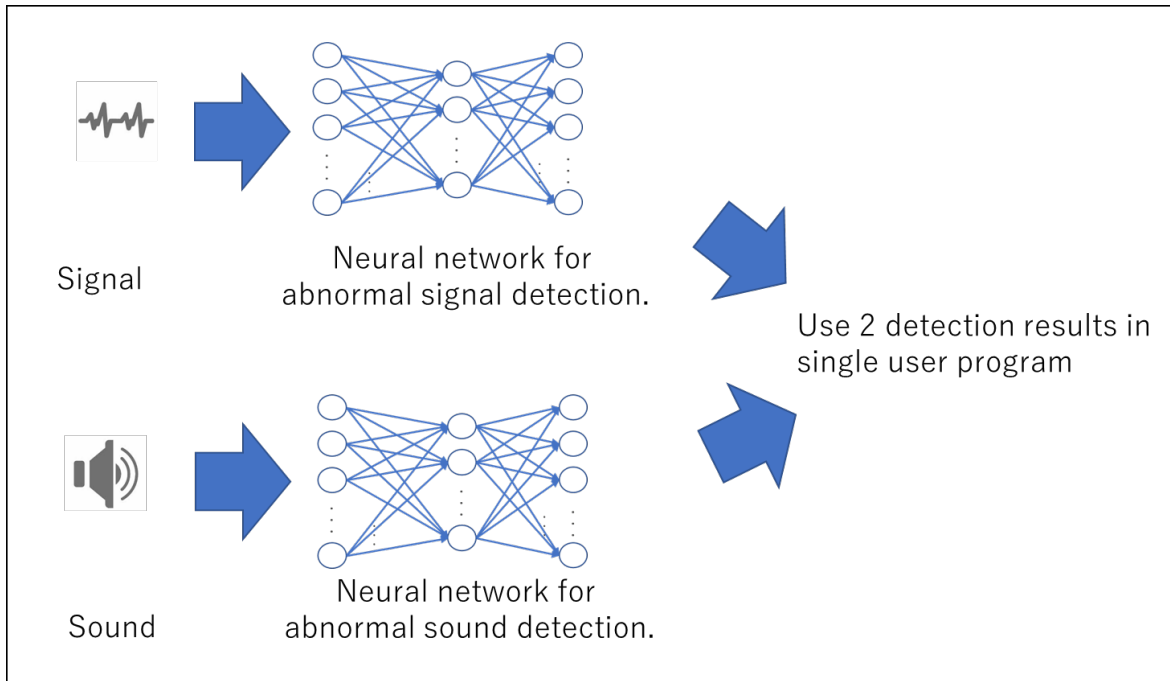 Signal
Neural network for
abnormal signal detection.
Use 2 detection results in
single user program
Sound
Neural network for
abnormal sound detection.